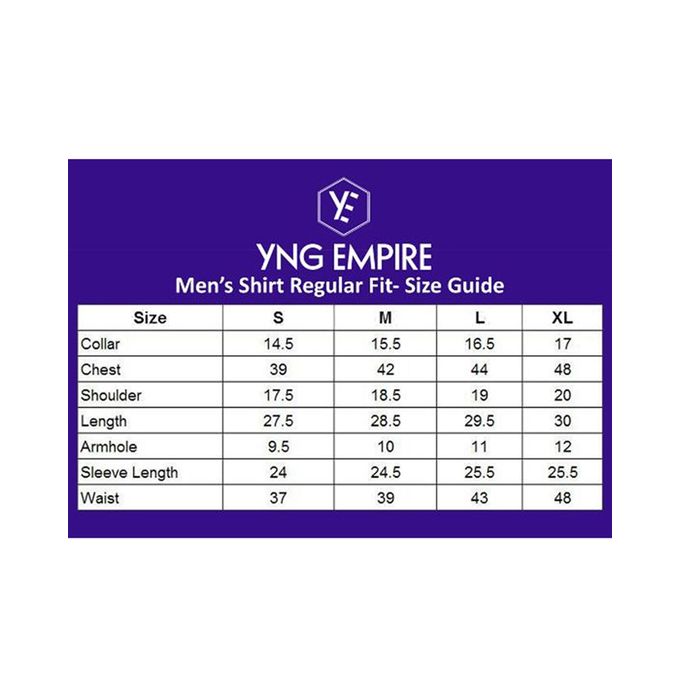 YE
YNG EMPIRE
Men’s Shirt Regular Fit- Size Guide
Size S M L XL
Collar 14.5 15.5 16.5 17
Chest 39 42 44 48
Shoulder 17.5 18.5 19 20
Length 27.5 28.5 29.5 30
Armhole 9.5 10 11 12
Sleeve Length 24 24.5 25.5 25.5
Waist 37 39 43 48